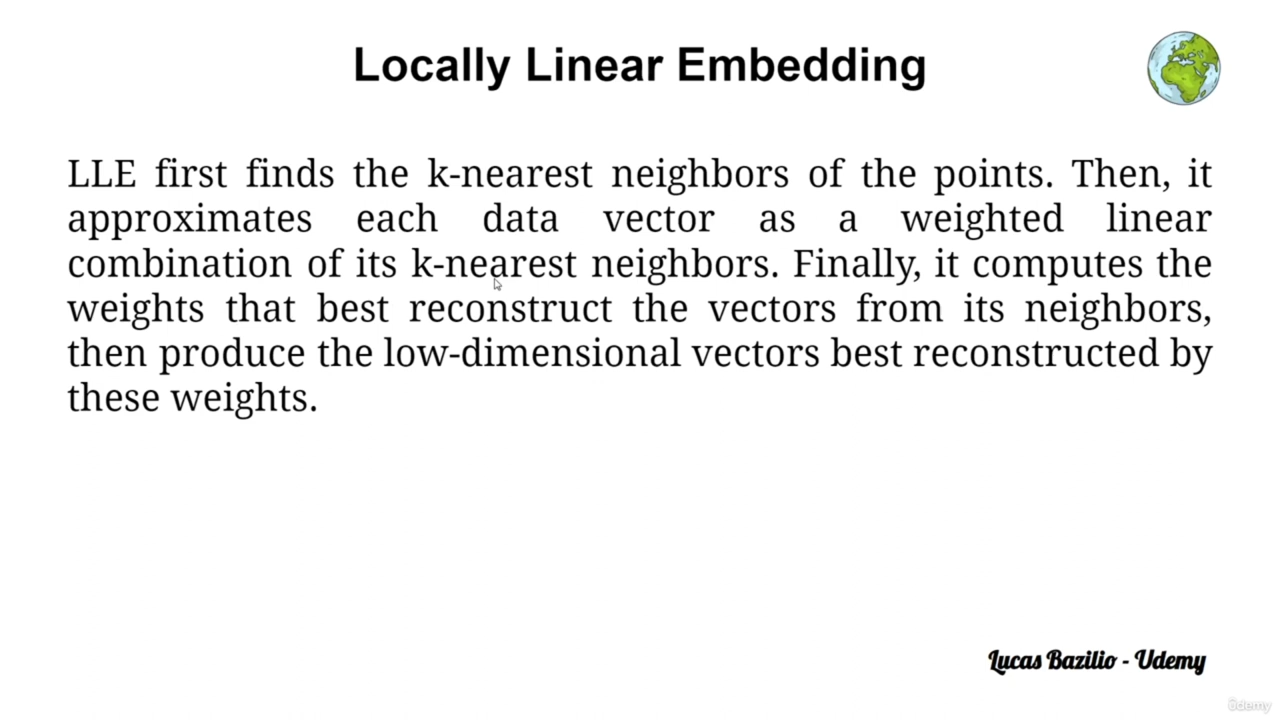 Locally Linear Embedding
LLE first finds the k-nearest neighbors of the points. Then, it
approximates each data vector as a weighted linear
combination of its k-nearest neighbors. Finally, it computes the
weights that best reconstruct the vectors from its neighbors,
then produce the low-dimensional vectors best reconstructed by
these weights.
Lucas Bazilio - Udemy
ûdemy